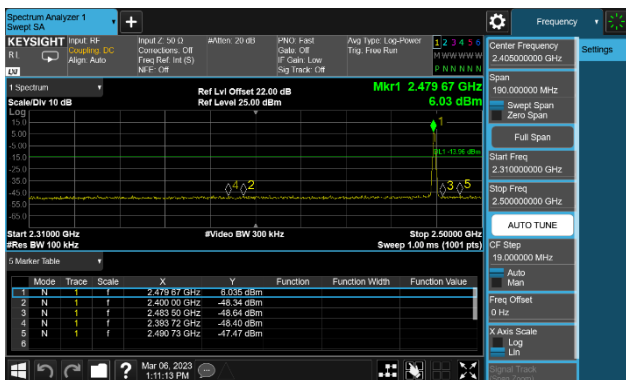 Spectrum Analyzer 1
Swept SA
+
Frequency
KEYSIGHT
RL
Input: RF
Coupling: DC
Align: Auto
Input Z: 50 Ω
Corrections: Off
Freq Ref: Int (S)
NFE: Off
#Atten: 20 dB
PNO: Fast
Gate: Off
IF Gain: Low
Sig Track: Off
Avg Type: Log-Power
Trig: Free Run
1 2 3 4 5 6
M W W W W W
P N N N N N
LVI
Center Frequency
2.405000000 GHz
Settings
Span
190.000000 MHz
Swept Span
Zero Span
Full Span
Start Freq
2.310000000 GHz
Stop Freq
2.500000000 GHz
AUTO TUNE
CF Step
19.000000 MHz
Auto
Man
Freq Offset
0 Hz
X Axis Scale
Log
Lin
Signal Track
(Span Zoom)
1 Spectrum
Scale/Div 10 dB
Ref Lvl Offset 22.00 dB
Ref Level 25.00 dBm
Mkr1 2.479 67 GHz
6.03 dBm
Log
15.0
5.00
-5.00
-15.0
-25.0
-35.0
-45.0
-55.0
-65.0
1
DL1 -13.96 dBm
4 2
3 5
Start 2.31000 GHz
#Video BW 300 kHz
Stop 2.50000 GHz
#Res BW 100 kHz
Sweep 1.00 ms (1001 pts)
5 Marker Table
Mode Trace Scale X Y Function Function Width Function Value
1 N 1 f 2.479 67 GHz 6.035 dBm
2 N 1 f 2.400 00 GHz -48.34 dBm
3 N 1 f 2.483 50 GHz -48.64 dBm
4 N 1 f 2.393 72 GHz -48.40 dBm
5 N 1 f 2.490 73 GHz -47.47 dBm
6
?
Mar 06, 2023
1:11:13 PM